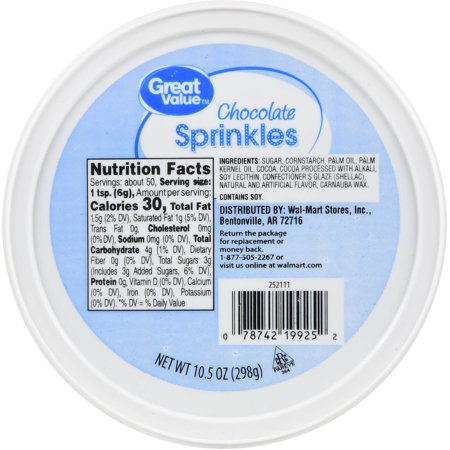 Great
Value™
Chocolate
Sprinkles
Nutrition Facts
Servings: about 50, Serving size:
1 tsp. (6g), Amount per serving:
Calories 30, Total Fat
1.5g (2% DV), Saturated Fat 1g (5% DV),
Trans Fat 0g, Cholesterol 0mg
(0% DV), Sodium 0mg (0% DV), Total
Carbohydrate 4g (1% DV), Dietary
Fiber 0g (0% DV), Total Sugars 3g
(Includes 3g Added Sugars, 6% DV),
Protein 0g, Vitamin D (0% DV), Calcium
(0% DV), Iron (0% DV), Potassium
(0% DV). *% DV = % Daily Value
INGREDIENTS: SUGAR, CORNSTARCH, PALM OIL, PALM
KERNEL OIL, COCOA, COCOA PROCESSED WITH ALKALI,
SOY LECITHIN, CONFECTIONER'S GLAZE (SHELLAC),
NATURAL AND ARTIFICIAL FLAVOR, CARNAUBA WAX.
CONTAINS SOY.
DISTRIBUTED BY: Wal-Mart Stores, Inc.,
Bentonville, AR 72716
Return the package
for replacement or
money back.
1-877-505-2267 or
visit us online at walmart.com
252111
0 78742 19925 2
NET WT 10.5 OZ (298g)
PAREVE